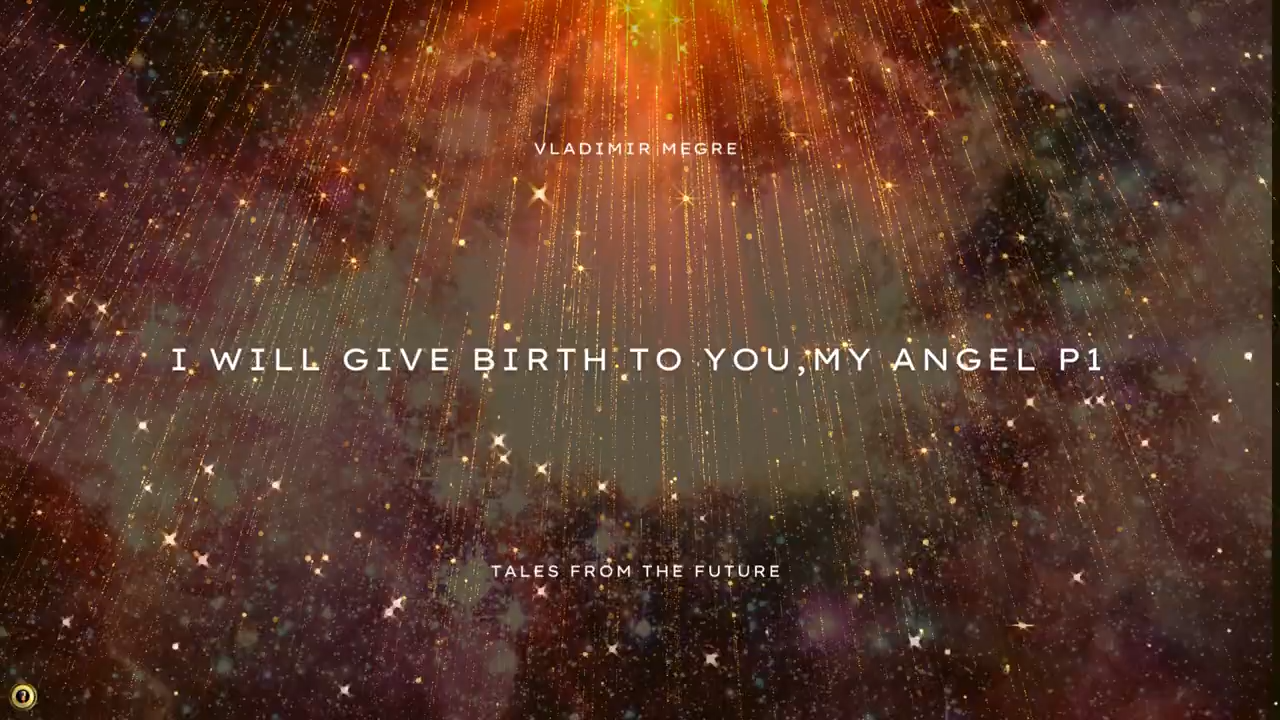 VLADIMIR MEGRE
I WILL GIVE BIRTH TO YOU,MY ANGEL P1
TALES FROM THE FUTURE